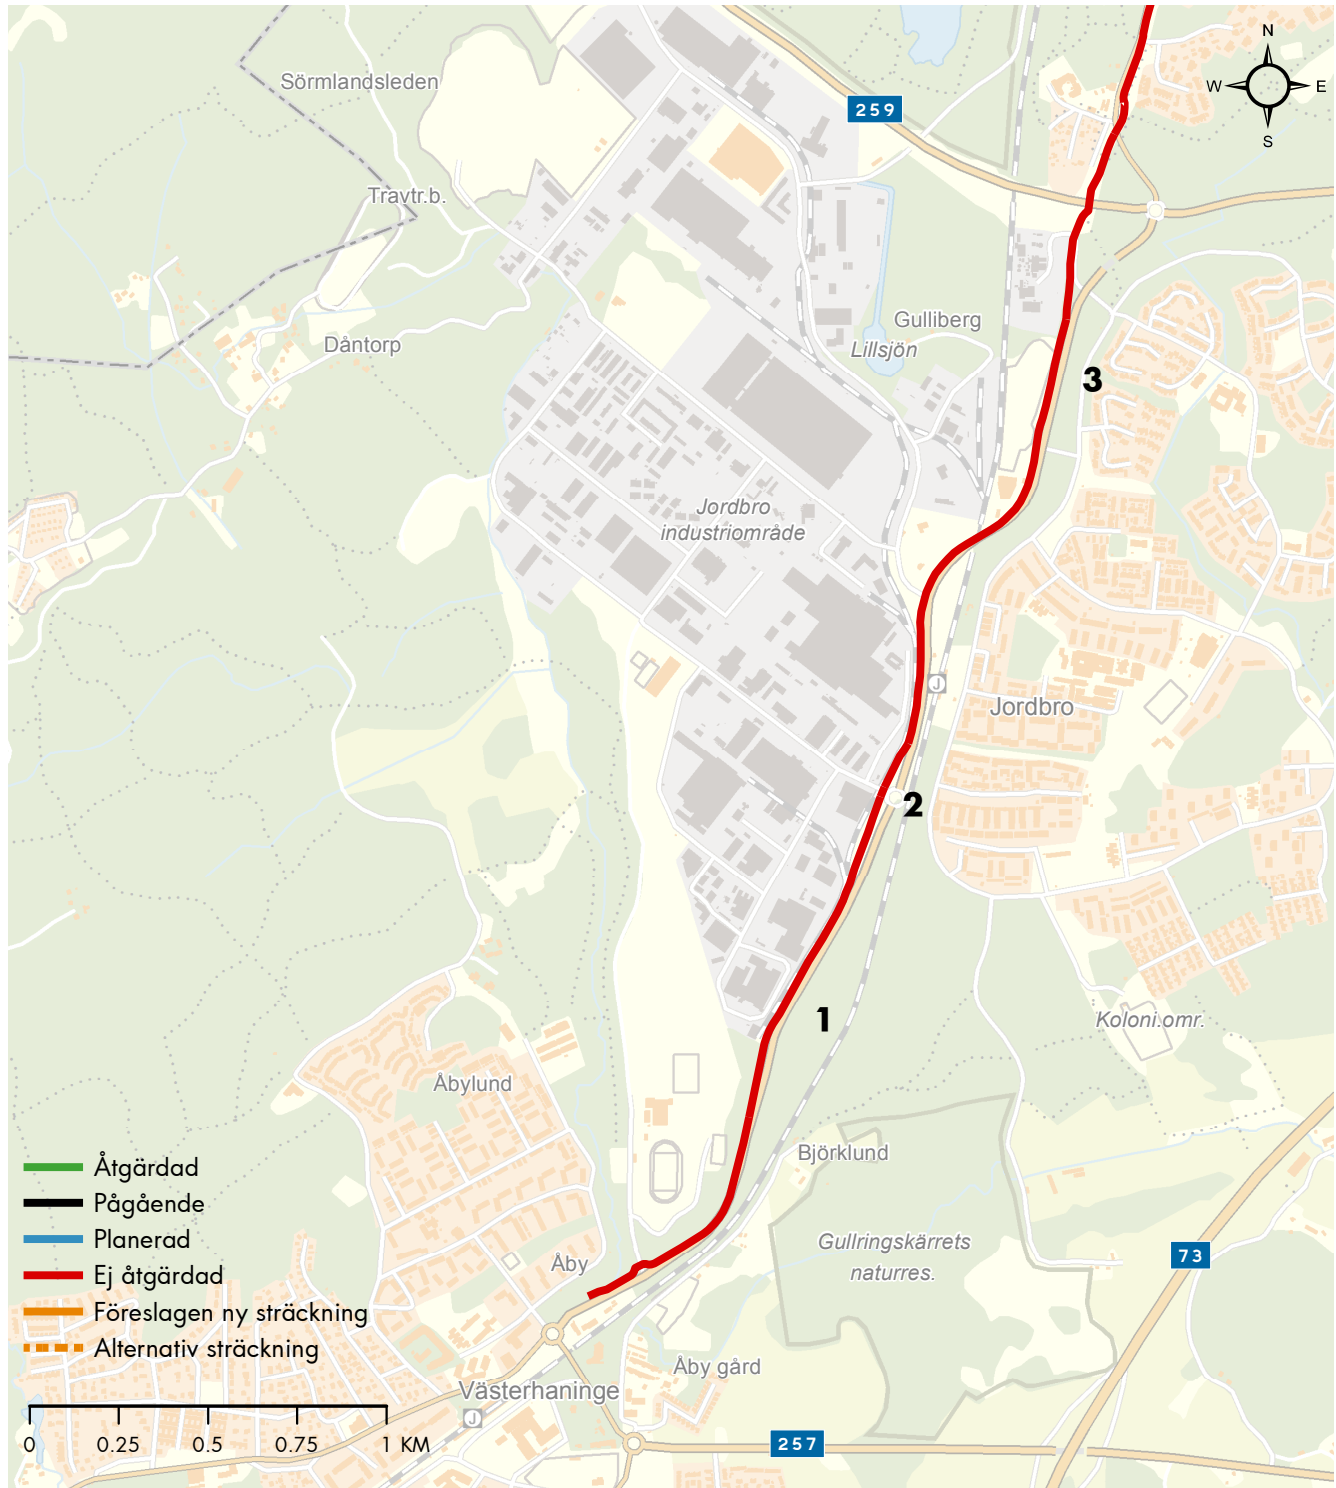 N
W E
S
Sörmlandsleden
259
Travtr.b.
Gulliberg
Lillsjön
Dåntorp
3
Jordbro
industriområde
J
Jordbro
2
1
Koloni.omr.
Åbylund
Björklund
Åtgärdad
Pågående
Planerad
Ej åtgärdad
Föreslagen ny sträckning
Alternativ sträckning
Gullringskärrets
naturres.
73
Åby
Åby gård
Västerhaninge
J
257
0 0.25 0.5 0.75 1 KM